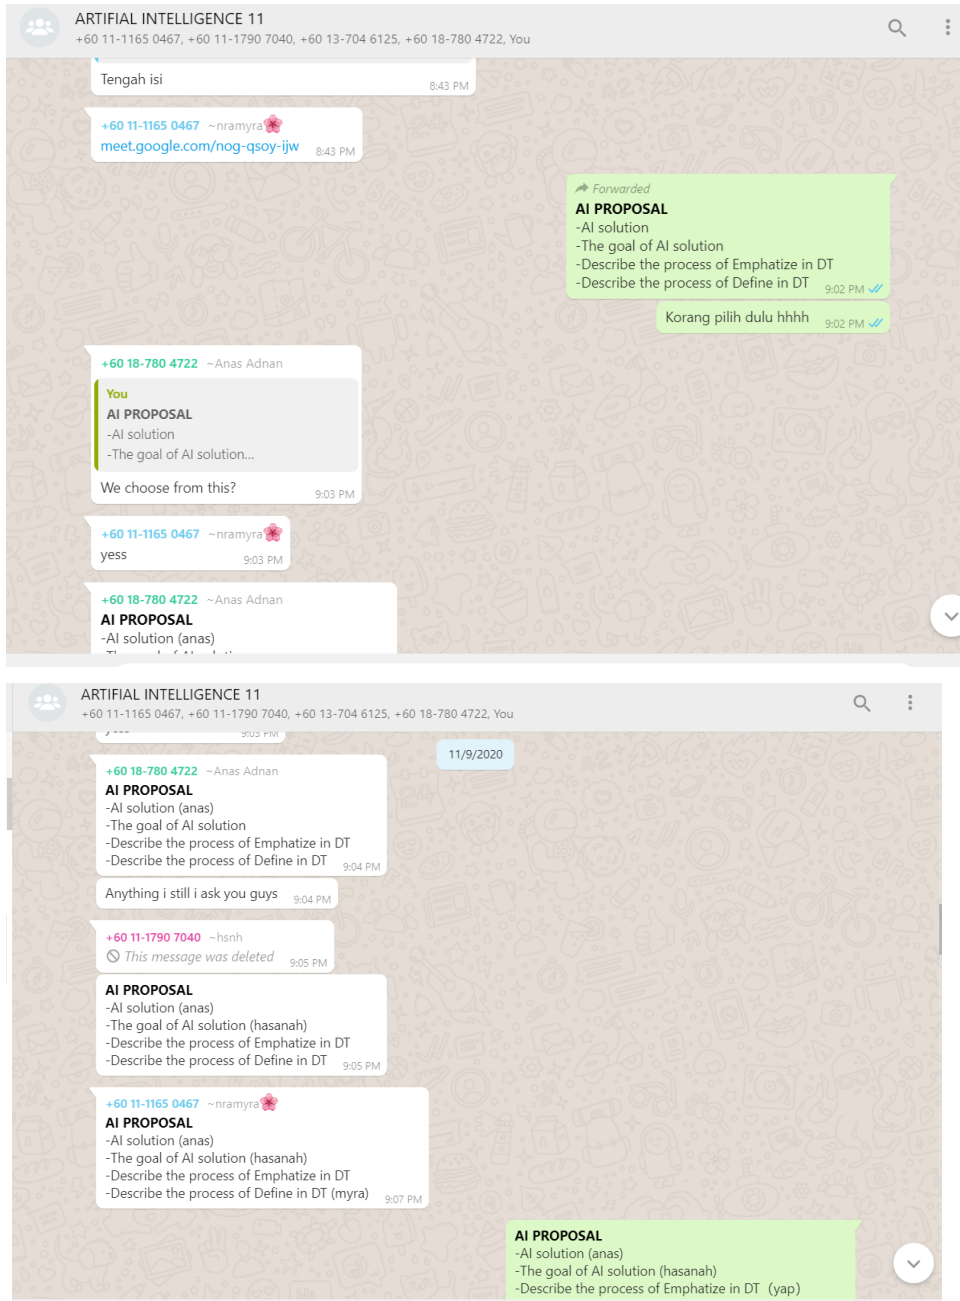 ARTIFIAL INTELLIGENCE 11
+60 11-1165 0467, +60 11-1790 7040, +60 13-704 6125, +60 18-780 4722, You
Tengah isi
8:43 PM
+60 11-1165 0467 ~nramyra🌸
meet.google.com/nog-qsoy-ijw 8:43 PM
Forwarded
AI PROPOSAL
-AI solution
-The goal of AI solution
-Describe the process of Emphatize in DT
-Describe the process of Define in DT 9:02 PM
Korang pilih dulu hhhh 9:02 PM
+60 18-780 4722 ~Anas Adnan
You
AI PROPOSAL
-AI solution
-The goal of AI solution...
We choose from this?
9:03 PM
+60 11-1165 0467 ~nramyra🌸
yess
9:03 PM
+60 18-780 4722 ~Anas Adnan
AI PROPOSAL
-AI solution (anas)
ARTIFIAL INTELLIGENCE 11
+60 11-1165 0467, +60 11-1790 7040, +60 13-704 6125, +60 18-780 4722, You
yess 9:03 PM
11/9/2020
+60 18-780 4722 ~Anas Adnan
AI PROPOSAL
-AI solution (anas)
-The goal of AI solution
-Describe the process of Emphatize in DT
-Describe the process of Define in DT 9:04 PM
Anything i still i ask you guys 9:04 PM
+60 11-1790 7040 ~hsnh
This message was deleted 9:05 PM
AI PROPOSAL
-AI solution (anas)
-The goal of AI solution (hasanah)
-Describe the process of Emphatize in DT
-Describe the process of Define in DT 9:05 PM
+60 11-1165 0467 ~nramyra🌸
AI PROPOSAL
-AI solution (anas)
-The goal of AI solution (hasanah)
-Describe the process of Emphatize in DT
-Describe the process of Define in DT (myra) 9:07 PM
AI PROPOSAL
-AI solution (anas)
-The goal of AI solution (hasanah)
-Describe the process of Emphatize in DT (yap)